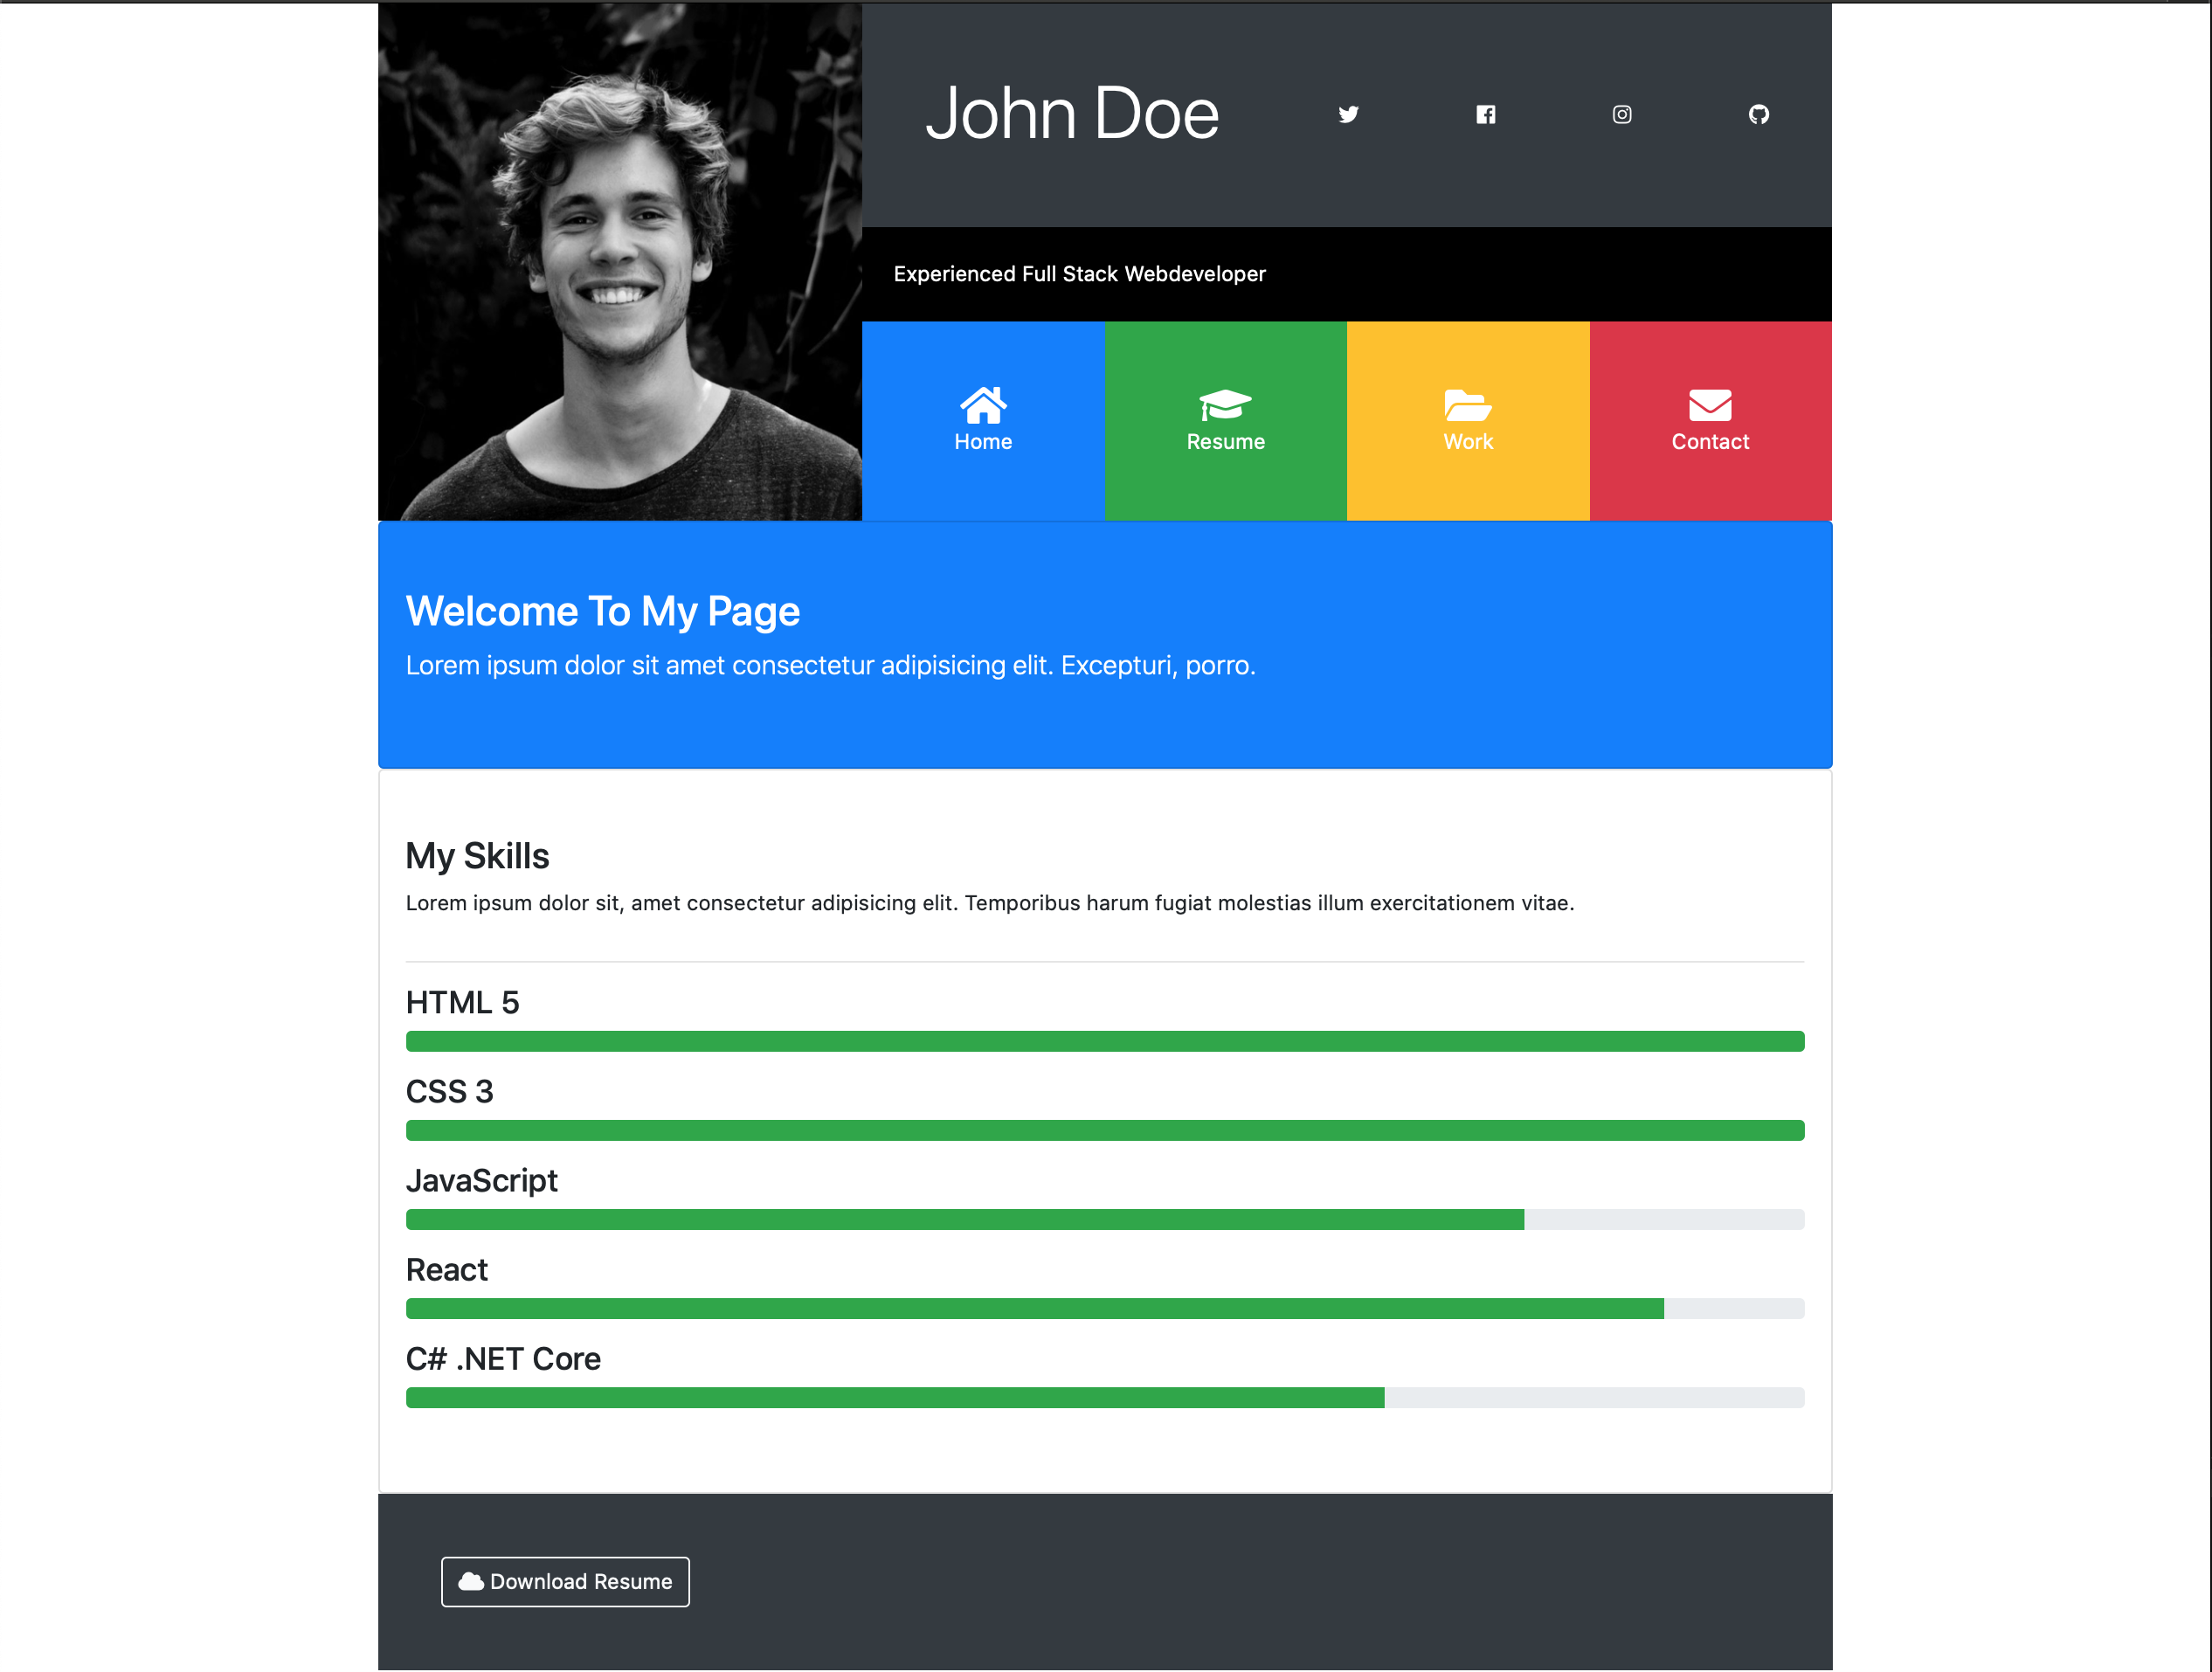 John Doe
Experienced Full Stack Webdeveloper
Home
Resume
Work
Contact
Welcome To My Page
Lorem ipsum dolor sit amet consectetur adipisicing elit. Excepturi, porro.
My Skills
Lorem ipsum dolor sit, amet consectetur adipisicing elit. Temporibus harum fugiat molestias illum exercitationem vitae.
HTML 5
CSS 3
JavaScript
React
C# .NET Core
Download Resume